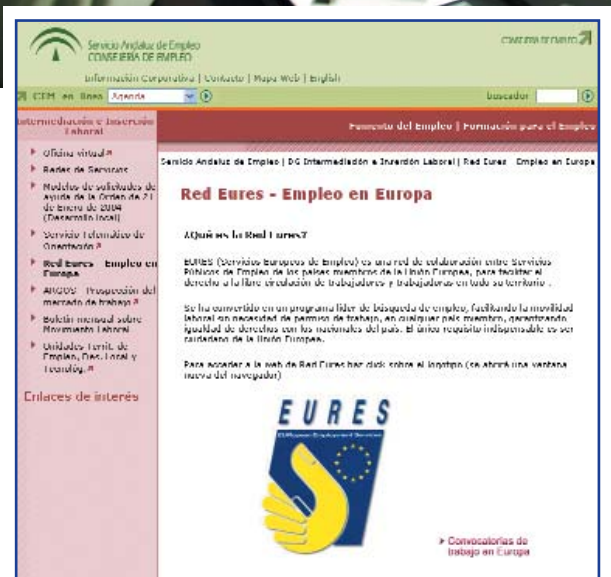 Servicio Andaluz de Empleo
CONSEJERÍA DE EMPLEO
Información Corporativa | Contacto | Mapa Web | English
en línea Agenda
buscador
Intermediación e Inserción
Laboral
Fomento del Empleo | Formación para el Empleo
Oficina virtual
Redes de Servicios
Modelos de solicitudes de
ayuda de la Orden de 21
de Enero de 2004
(Desarrollo local)
Servicio Telemático de
Orientación
Red Eures - Empleo en
Europa
ARGOS - Prospección del
mercado de trabajo
Boletín mensual sobre
Movimiento Laboral
Unidades Territ. de
Empleo, Des. Local y
Tecnológ.
Enlaces de interés
Servicio Andaluz de Empleo | DG Intermediación e Inserción Laboral | Red Eures - Empleo en Europa
Red Eures - Empleo en Europa
¿Qué es la Red Eures?
EURES (Servicios Europeos de Empleo) es una red de colaboración entre Servicios
Públicos de Empleo de los países miembros de la Unión Europea, para facilitar el
derecho a la libre circulación de trabajadores y trabajadoras en todo su territorio .
Se ha convertido en un programa líder de búsqueda de empleo, facilitando la movilidad
laboral sin necesidad de permiso de trabajo, en cualquier país miembro, garantizando
igualdad de derechos con los nacionales del país. El único requisito indispensable es ser
ciudadano de la Unión Europea.
Para acceder a la web de Red Eures haz click sobre el logotipo (se abrirá una ventana
nueva del navegador)
EURES
EURopean Employment Services
Convocatorias de
trabajo en Europa